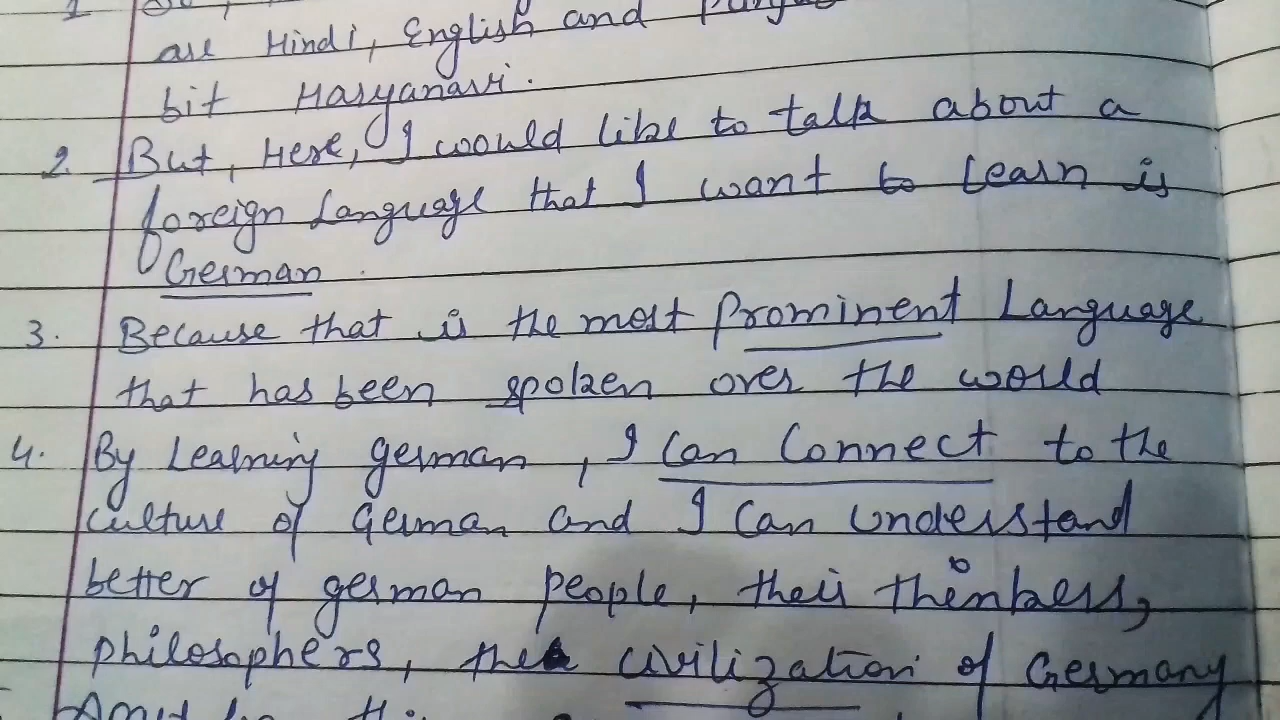 are Hindi, English and
bit Haryanavi.
2. But, Here, I would like to talk about a
foreign Language that I want to Learn is
German.
3. Because that is the most Prominent Language
that has been spoken over the world
4. By Learning german, I Can Connect to the
culture of German and I Can understand
better of german people, their thinkers,
philosophers, the civilization of Germany